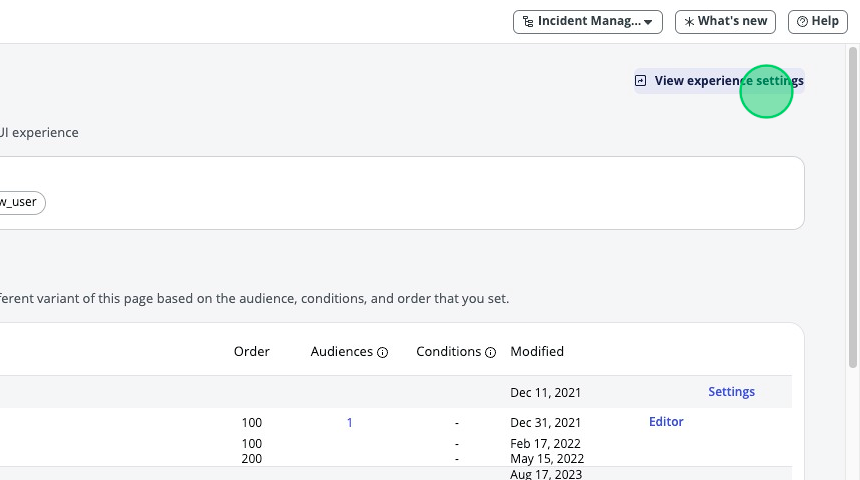 Incident Manag... What's new Help
View experience settings
UI experience
w_user
ferent variant of this page based on the audience, conditions, and order that you set.
Order Audiences Conditions Modified
Dec 11, 2021 Settings
100 1 - Dec 31, 2021 Editor
100 - Feb 17, 2022
200 - May 15, 2022
Aug 17, 2023